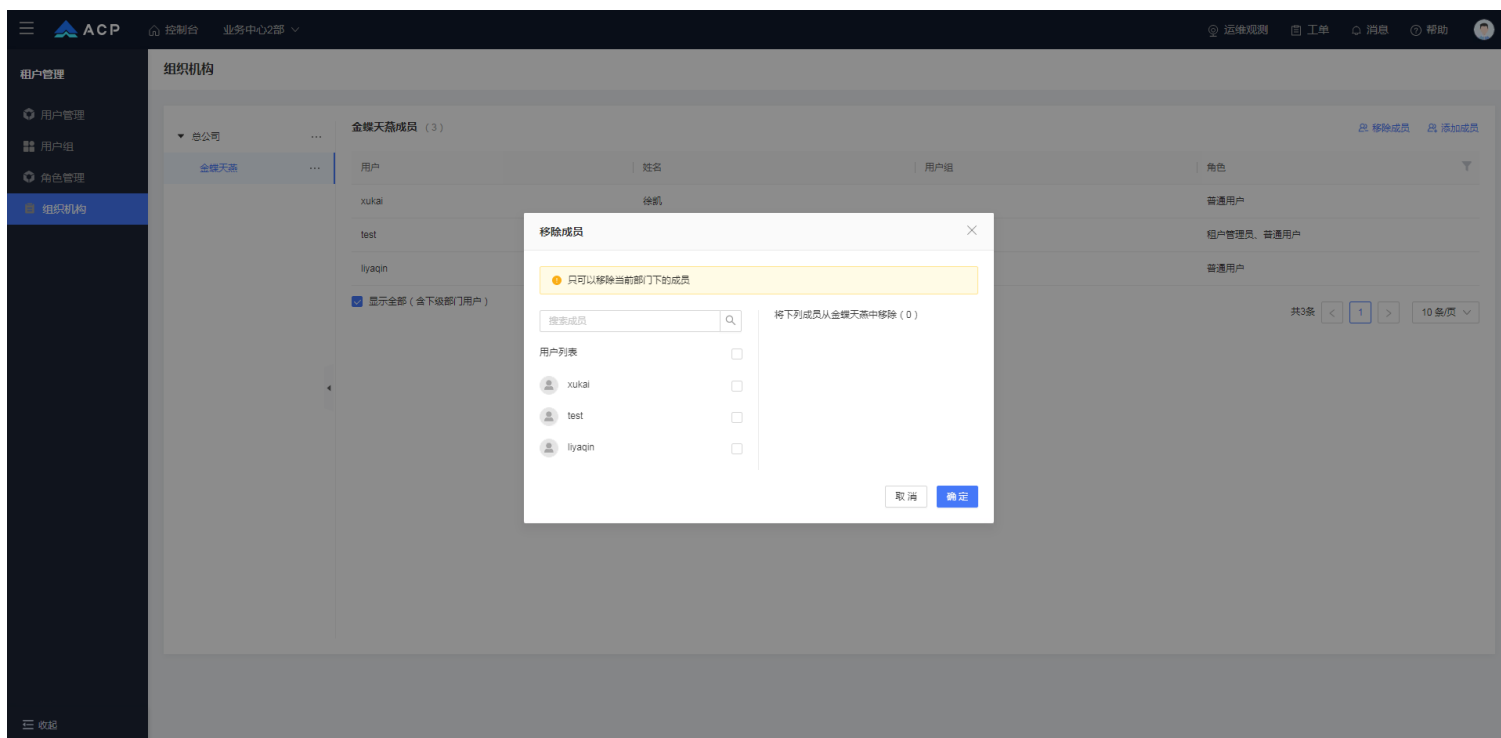 ACP 控制台 业务中心2部 运维观测 工单 消息 帮助
租户管理
用户管理
用户组
角色管理
组织机构
收起
组织机构
总公司 ...
金蝶天燕 ...
金蝶天燕成员 (3) 移除成员 添加成员
用户 姓名 用户组 角色
xukai 徐凯 普通用户
test 租户管理员、普通用户
liyaqin 普通用户
显示全部 ( 含下级部门用户 ) 共3条 < 1 > 10 条/页
移除成员
只可以移除当前部门下的成员
搜索成员
用户列表
xukai
test
liyaqin
将下列成员从金蝶天燕中移除 ( 0 )
取 消 确 定